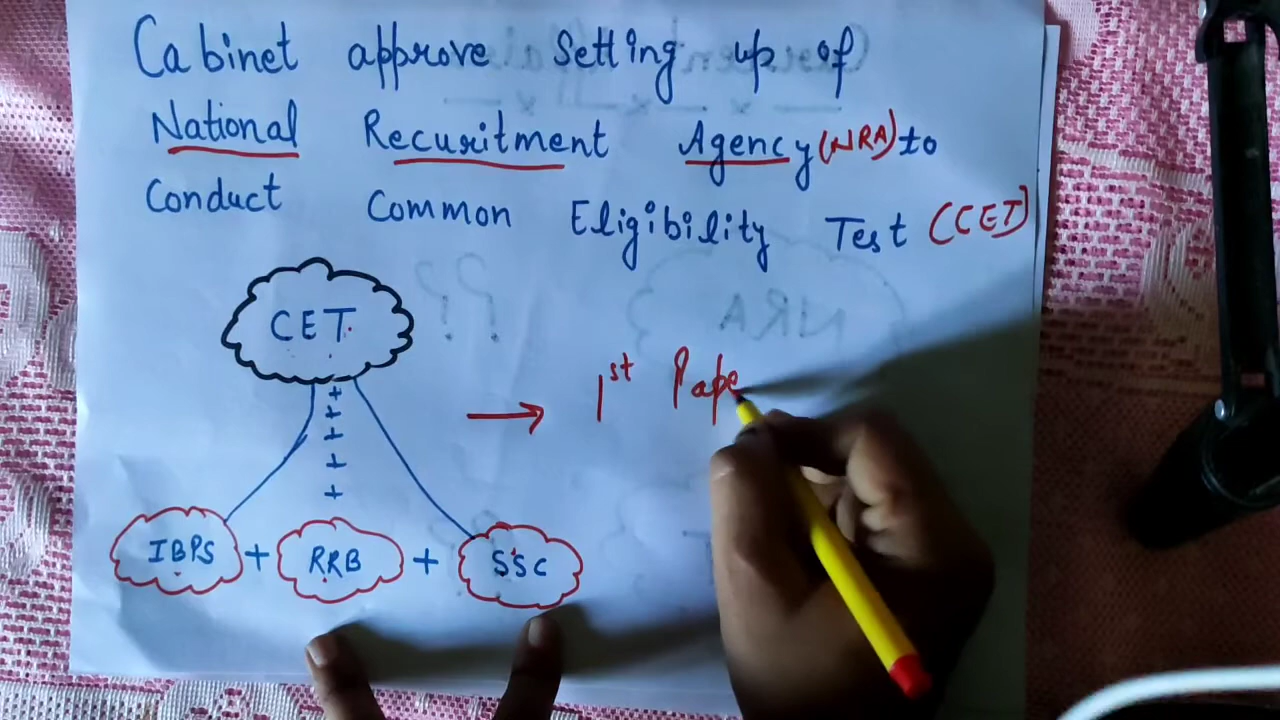 Cabinet approve setting up of
National Recusitment Agency (NRA) to
Conduct Common Eligibility Test (CET)
CET
1st Pape
IBPS + RRB + SSC